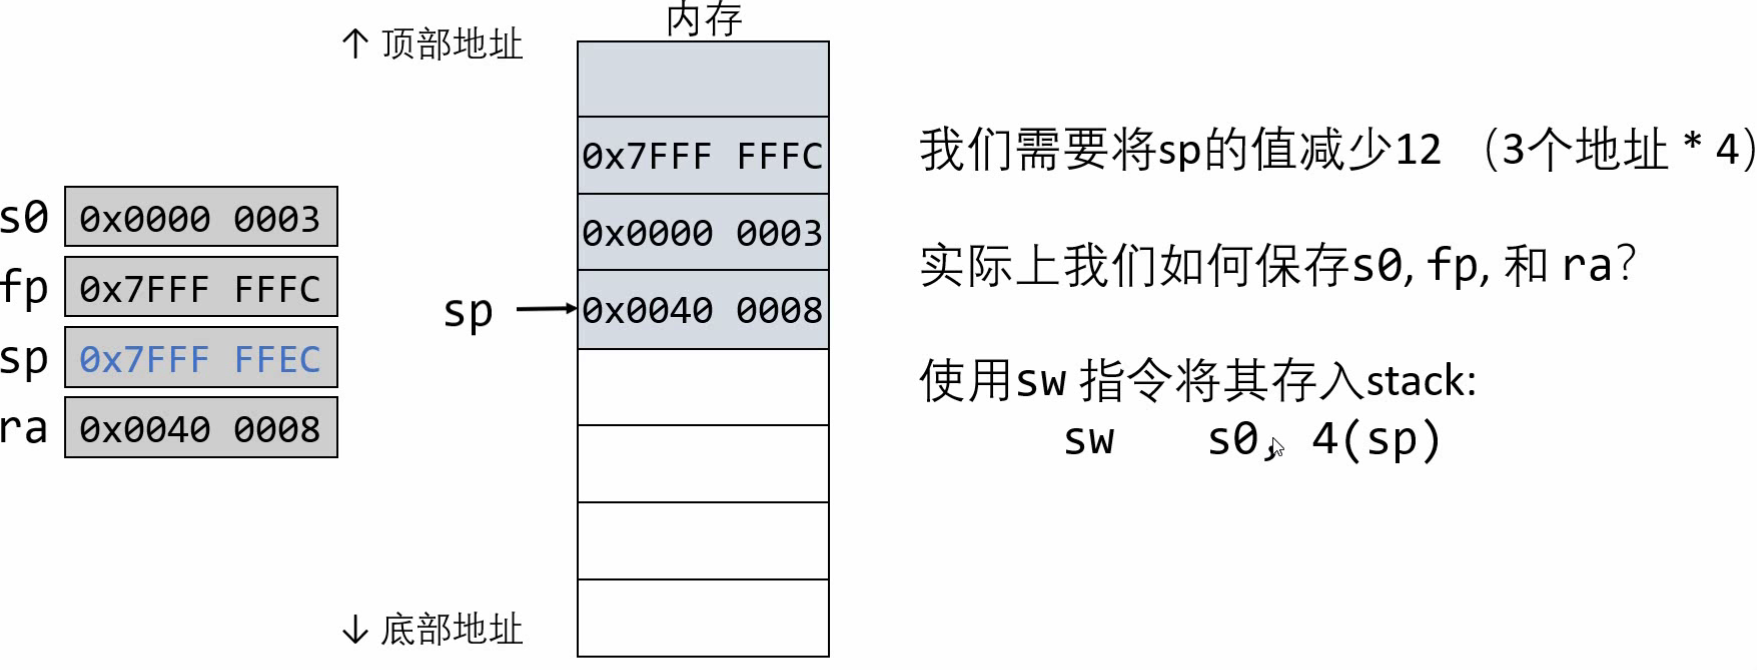 内存
↑ 顶部地址
0x7FFF FFFC
0x0000 0003
sp → 0x0040 0008
↓ 底部地址
s0 0x0000 0003
fp 0x7FFF FFFC
sp 0x7FFF FFEC
ra 0x0040 0008
我们需要将sp的值减少12 （3个地址 * 4）
实际上我们如何保存s0, fp, 和 ra?
使用sw 指令将其存入stack:
sw s0, 4(sp)